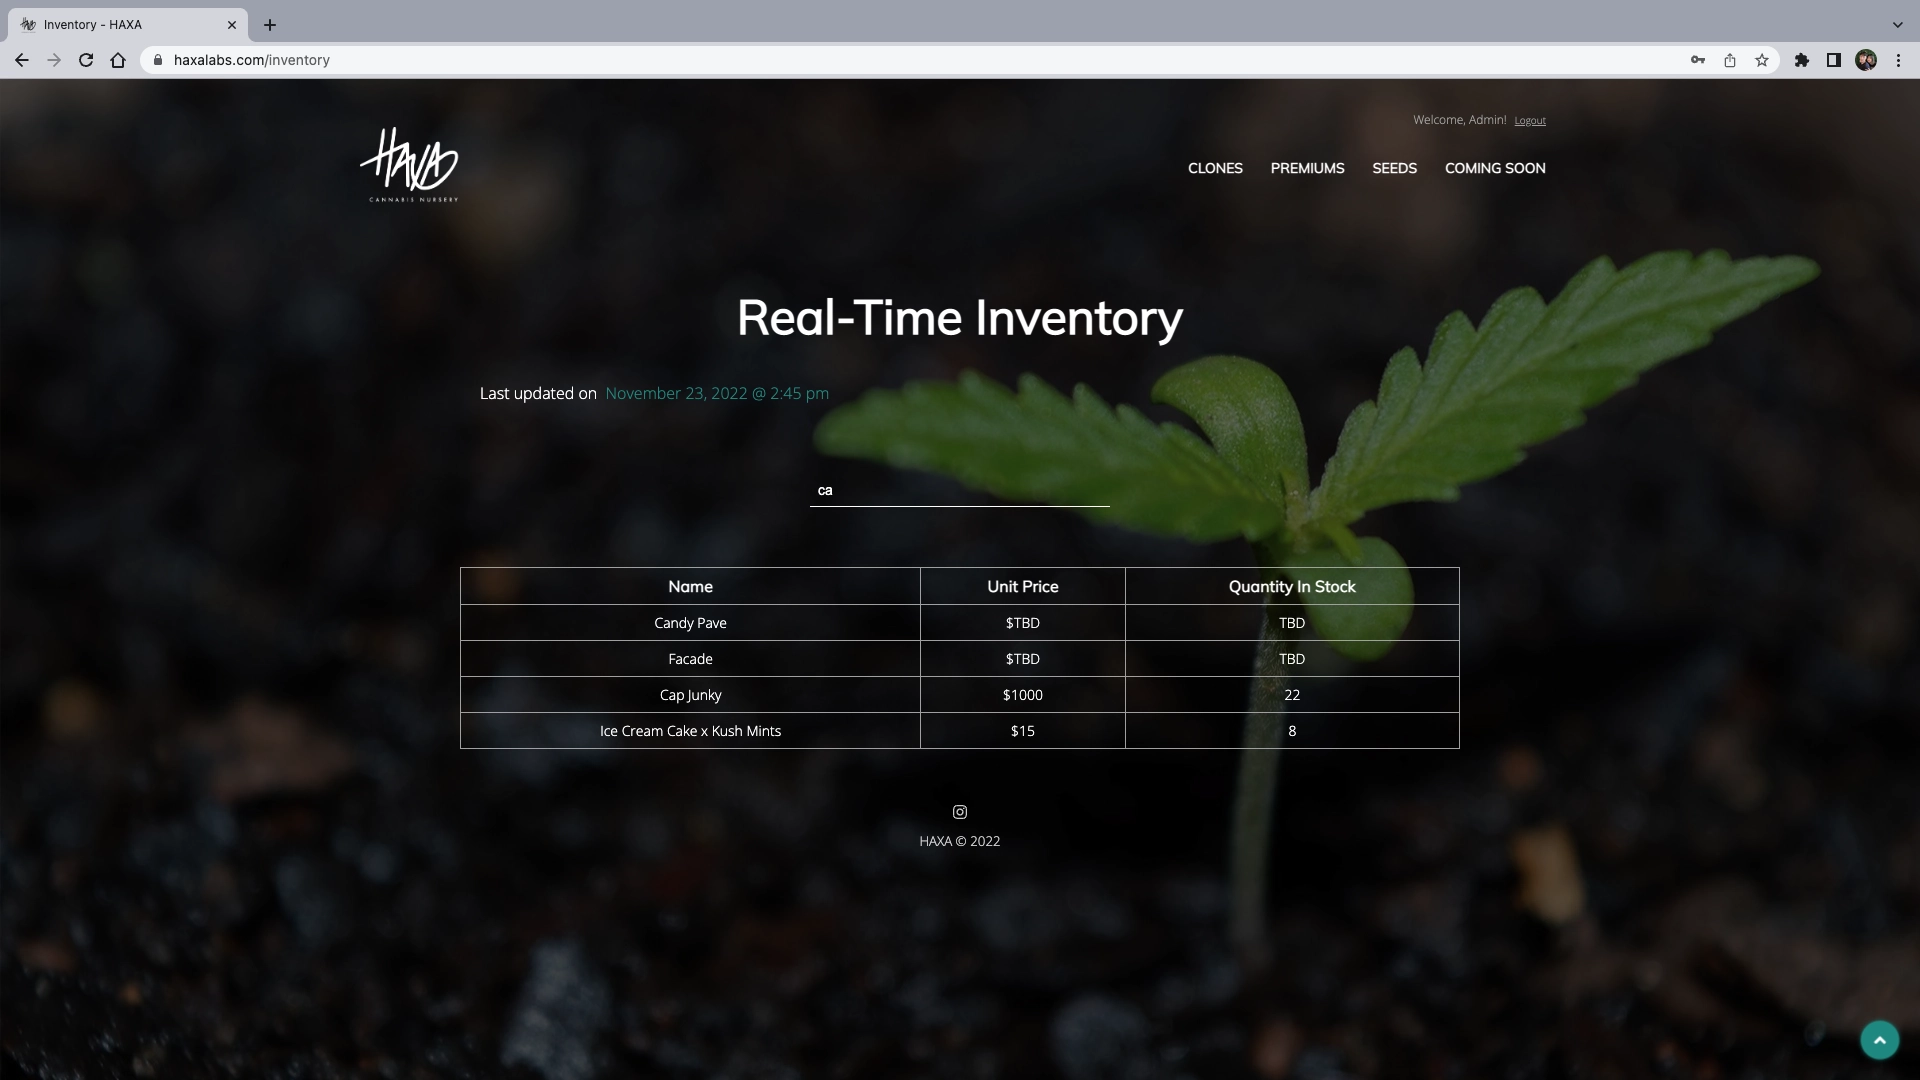 Inventory - HAXA
haxalabs.com/inventory
Welcome, Admin! Logout
HAXA
CANNABIS NURSERY
CLONES PREMIUMS SEEDS COMING SOON
Real-Time Inventory
Last updated on November 23, 2022 @ 2:45 pm
ca
Name Unit Price Quantity In Stock
Candy Pave $TBD TBD
Facade $TBD TBD
Cap Junky $1000 22
Ice Cream Cake x Kush Mints $15 8
HAXA © 2022